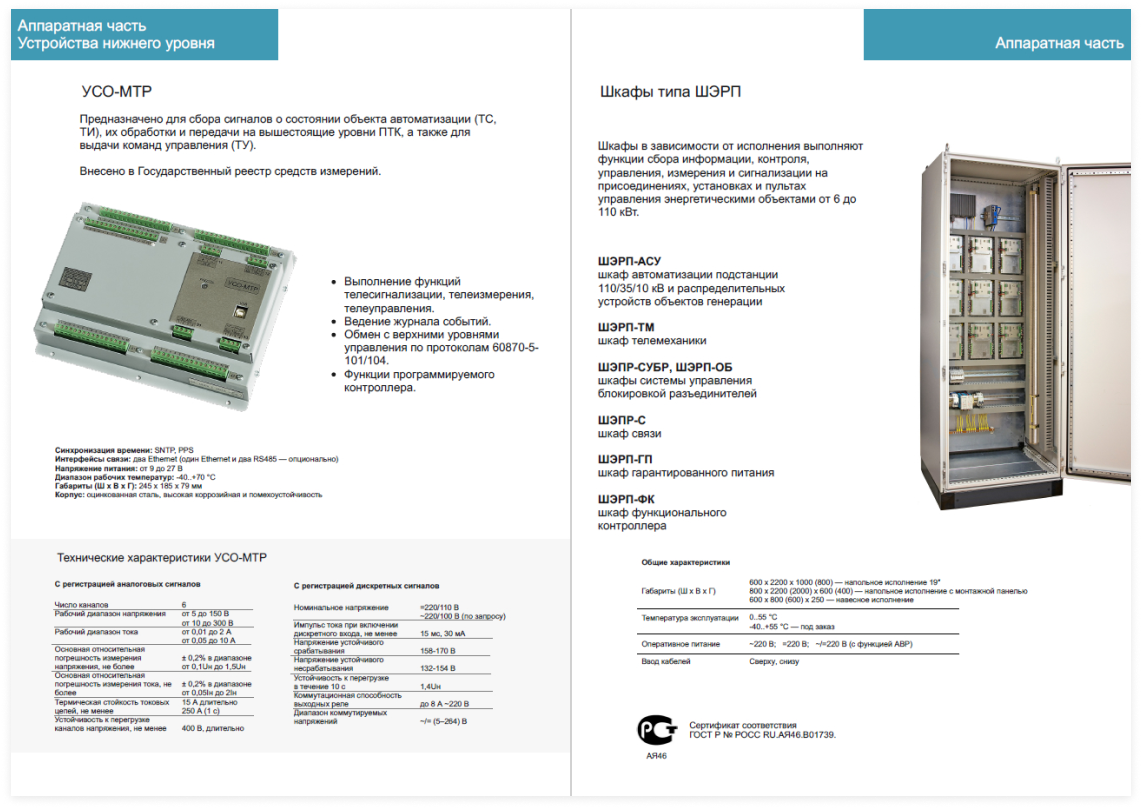 Аппаратная часть
Устройства нижнего уровня
УСО-МТР
Предназначено для сбора сигналов о состоянии объекта автоматизации (ТС,
ТИ), их обработки и передачи на вышестоящие уровни ПТК, а также для
выдачи команд управления (ТУ).
Внесено в Государственный реестр средств измерений.
УСО-МТР
• Выполнение функций
телесигнализации, телеизмерения,
телеуправления.
• Ведение журнала событий.
• Обмен с верхними уровнями
управления по протоколам 60870-5-
101/104.
• Функции программируемого
контроллера.
Синхронизация времени: SNTP, PPS
Интерфейсы связи: два Ethernet (один Ethernet и два RS485 — опционально)
Напряжение питания: от 9 до 27 В
Диапазон рабочих температур: -40..+70 °С
Габариты (Ш х В х Г): 245 х 185 х 79 мм
Корпус: оцинкованная сталь, высокая коррозийная и помехоустойчивость
Технические характеристики УСО-МТР
С регистрацией аналоговых сигналов
Число каналов 6
Рабочий диапазон напряжения от 5 до 150 В
от 10 до 300 В
Рабочий диапазон тока от 0,01 до 2 А
от 0,05 до 10 А
Основная относительная
погрешность измерения ± 0,2% в диапазоне
напряжения, не более от 0,1Uн до 1,5Uн
Основная относительная
погрешность измерения тока, не ± 0,2% в диапазоне
более от 0,05Iн до 2Iн
Термическая стойкость токовых 15 А длительно
цепей, не менее 250 А (1 с)
Устойчивость к перегрузке
каналов напряжения, не менее 400 В, длительно
С регистрацией дискретных сигналов
Номинальное напряжение =220/110 В
~220/100 В (по запросу)
Импульс тока при включении
дискретного входа, не менее 15 мс, 30 мА
Напряжение устойчивого
срабатывания 158-170 В
Напряжение устойчивого
несрабатывания 132-154 В
Устойчивость к перегрузке
в течение 10 с 1,4Uн
Коммутационная способность
выходных реле до 8 А ~220 В
Диапазон коммутируемых
напряжений ~/= (5–264) В
Аппаратная часть
Шкафы типа ШЭРП
Шкафы в зависимости от исполнения выполняют
функции сбора информации, контроля,
управления, измерения и сигнализации на
присоединениях, установках и пультах
управления энергетическими объектами от 6 до
110 кВт.
ШЭРП-АСУ
шкаф автоматизации подстанции
110/35/10 кВ и распределительных
устройств объектов генерации
ШЭРП-ТМ
шкаф телемеханики
ШЭПР-СУБР, ШЭРП-ОБ
шкафы системы управления
блокировкой разъединителей
ШЭПР-С
шкаф связи
ШЭРП-ГП
шкаф гарантированного питания
ШЭРП-ФК
шкаф функционального
контроллера
Общие характеристики
600 х 2200 х 1000 (800) — напольное исполнение 19"
Габариты (Ш х В х Г) 800 х 2200 (2000) х 600 (400) — напольное исполнение с монтажной панелью
600 х 800 (600) х 250 — навесное исполнение
Температура эксплуатации 0..55 °С
-40..+55 °С — под заказ
Оперативное питание ~220 В; =220 В; ~/=220 В (с функцией АВР)
Ввод кабелей Сверху, снизу
Сертификат соответствия
ГОСТ Р № РОСС RU.АЯ46.В01739.
АЯ46